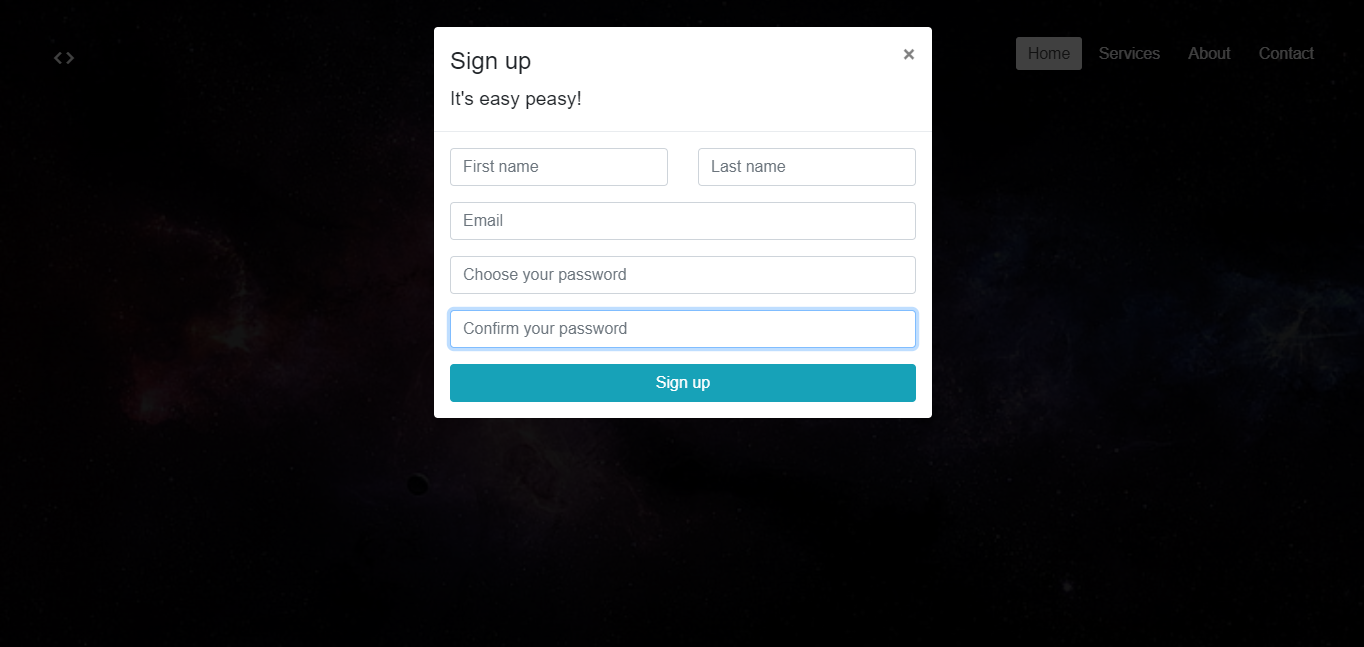 Home Services About Contact
Sign up ×
It's easy peasy!
First name Last name
Email
Choose your password
Confirm your password
Sign up